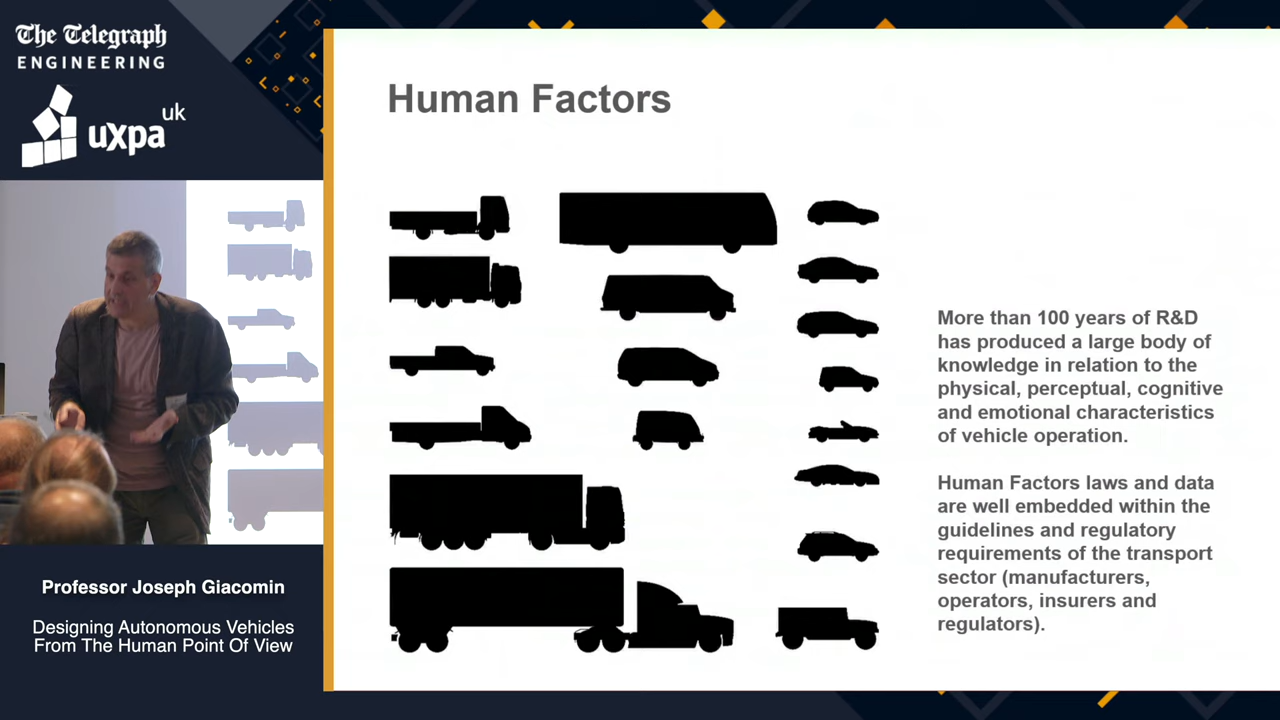 The Telegraph
ENGINEERING
uxpa uk
Human Factors
More than 100 years of R&D
has produced a large body of
knowledge in relation to the
physical, perceptual, cognitive
and emotional characteristics
of vehicle operation.
Human Factors laws and data
are well embedded within the
guidelines and regulatory
requirements of the transport
sector (manufacturers,
operators, insurers and
regulators).
Professor Joseph Giacomin
Designing Autonomous Vehicles
From The Human Point Of View